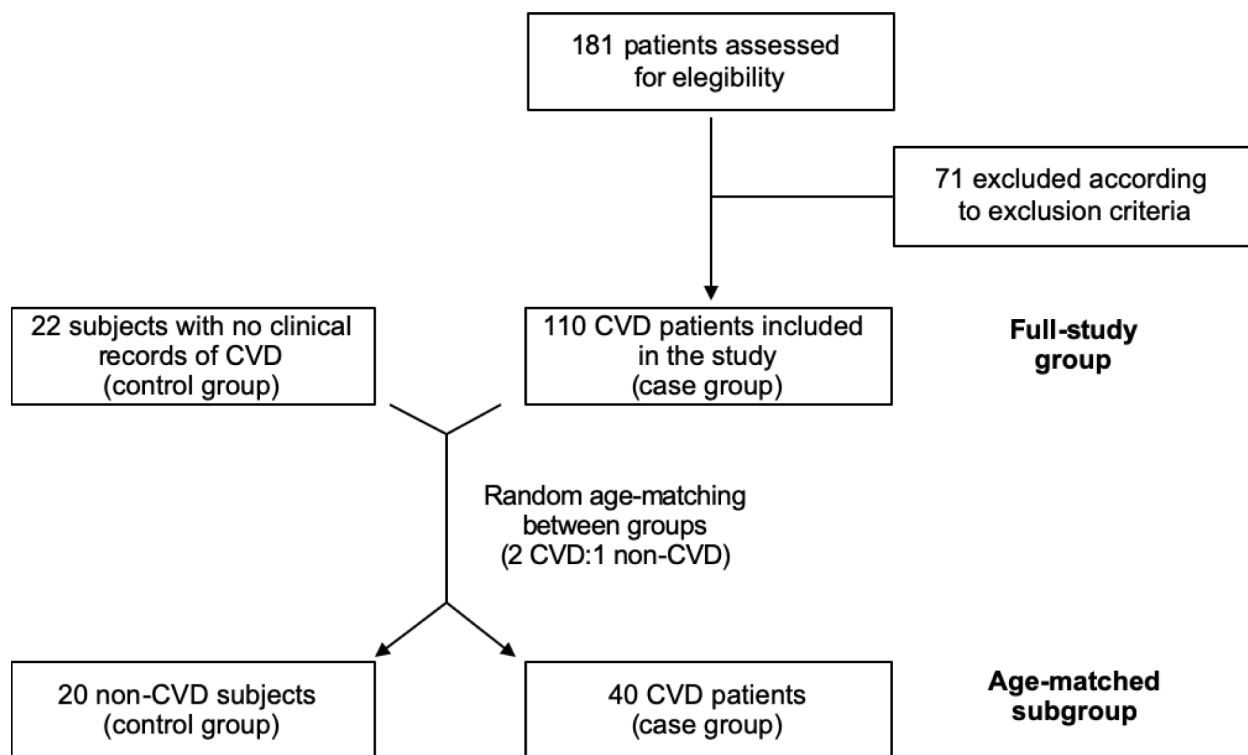 181 patients assessed
for elegibility
71 excluded according
to exclusion criteria
22 subjects with no clinical
records of CVD
(control group)
110 CVD patients included
in the study
(case group)
Full-study
group
Random age-matching
between groups
(2 CVD:1 non-CVD)
20 non-CVD subjects
(control group)
40 CVD patients
(case group)
Age-matched
subgroup